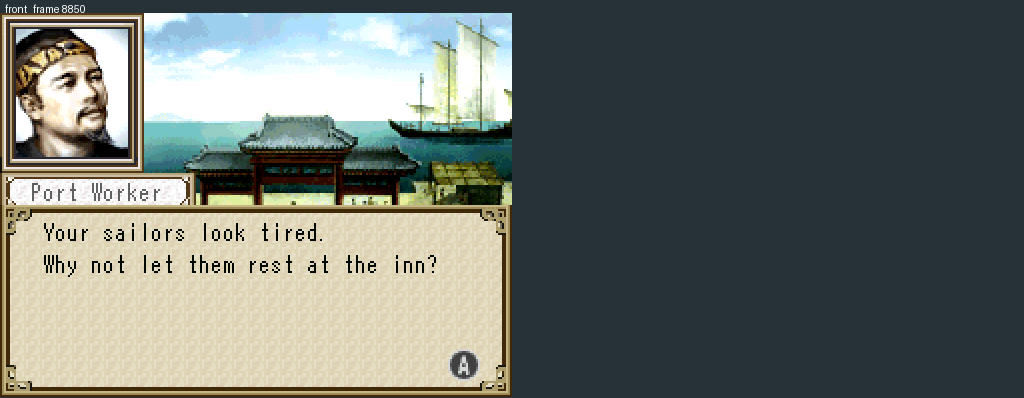 front frame 8850
Port Worker
Your sailors look tired.
Why not let them rest at the inn?
A